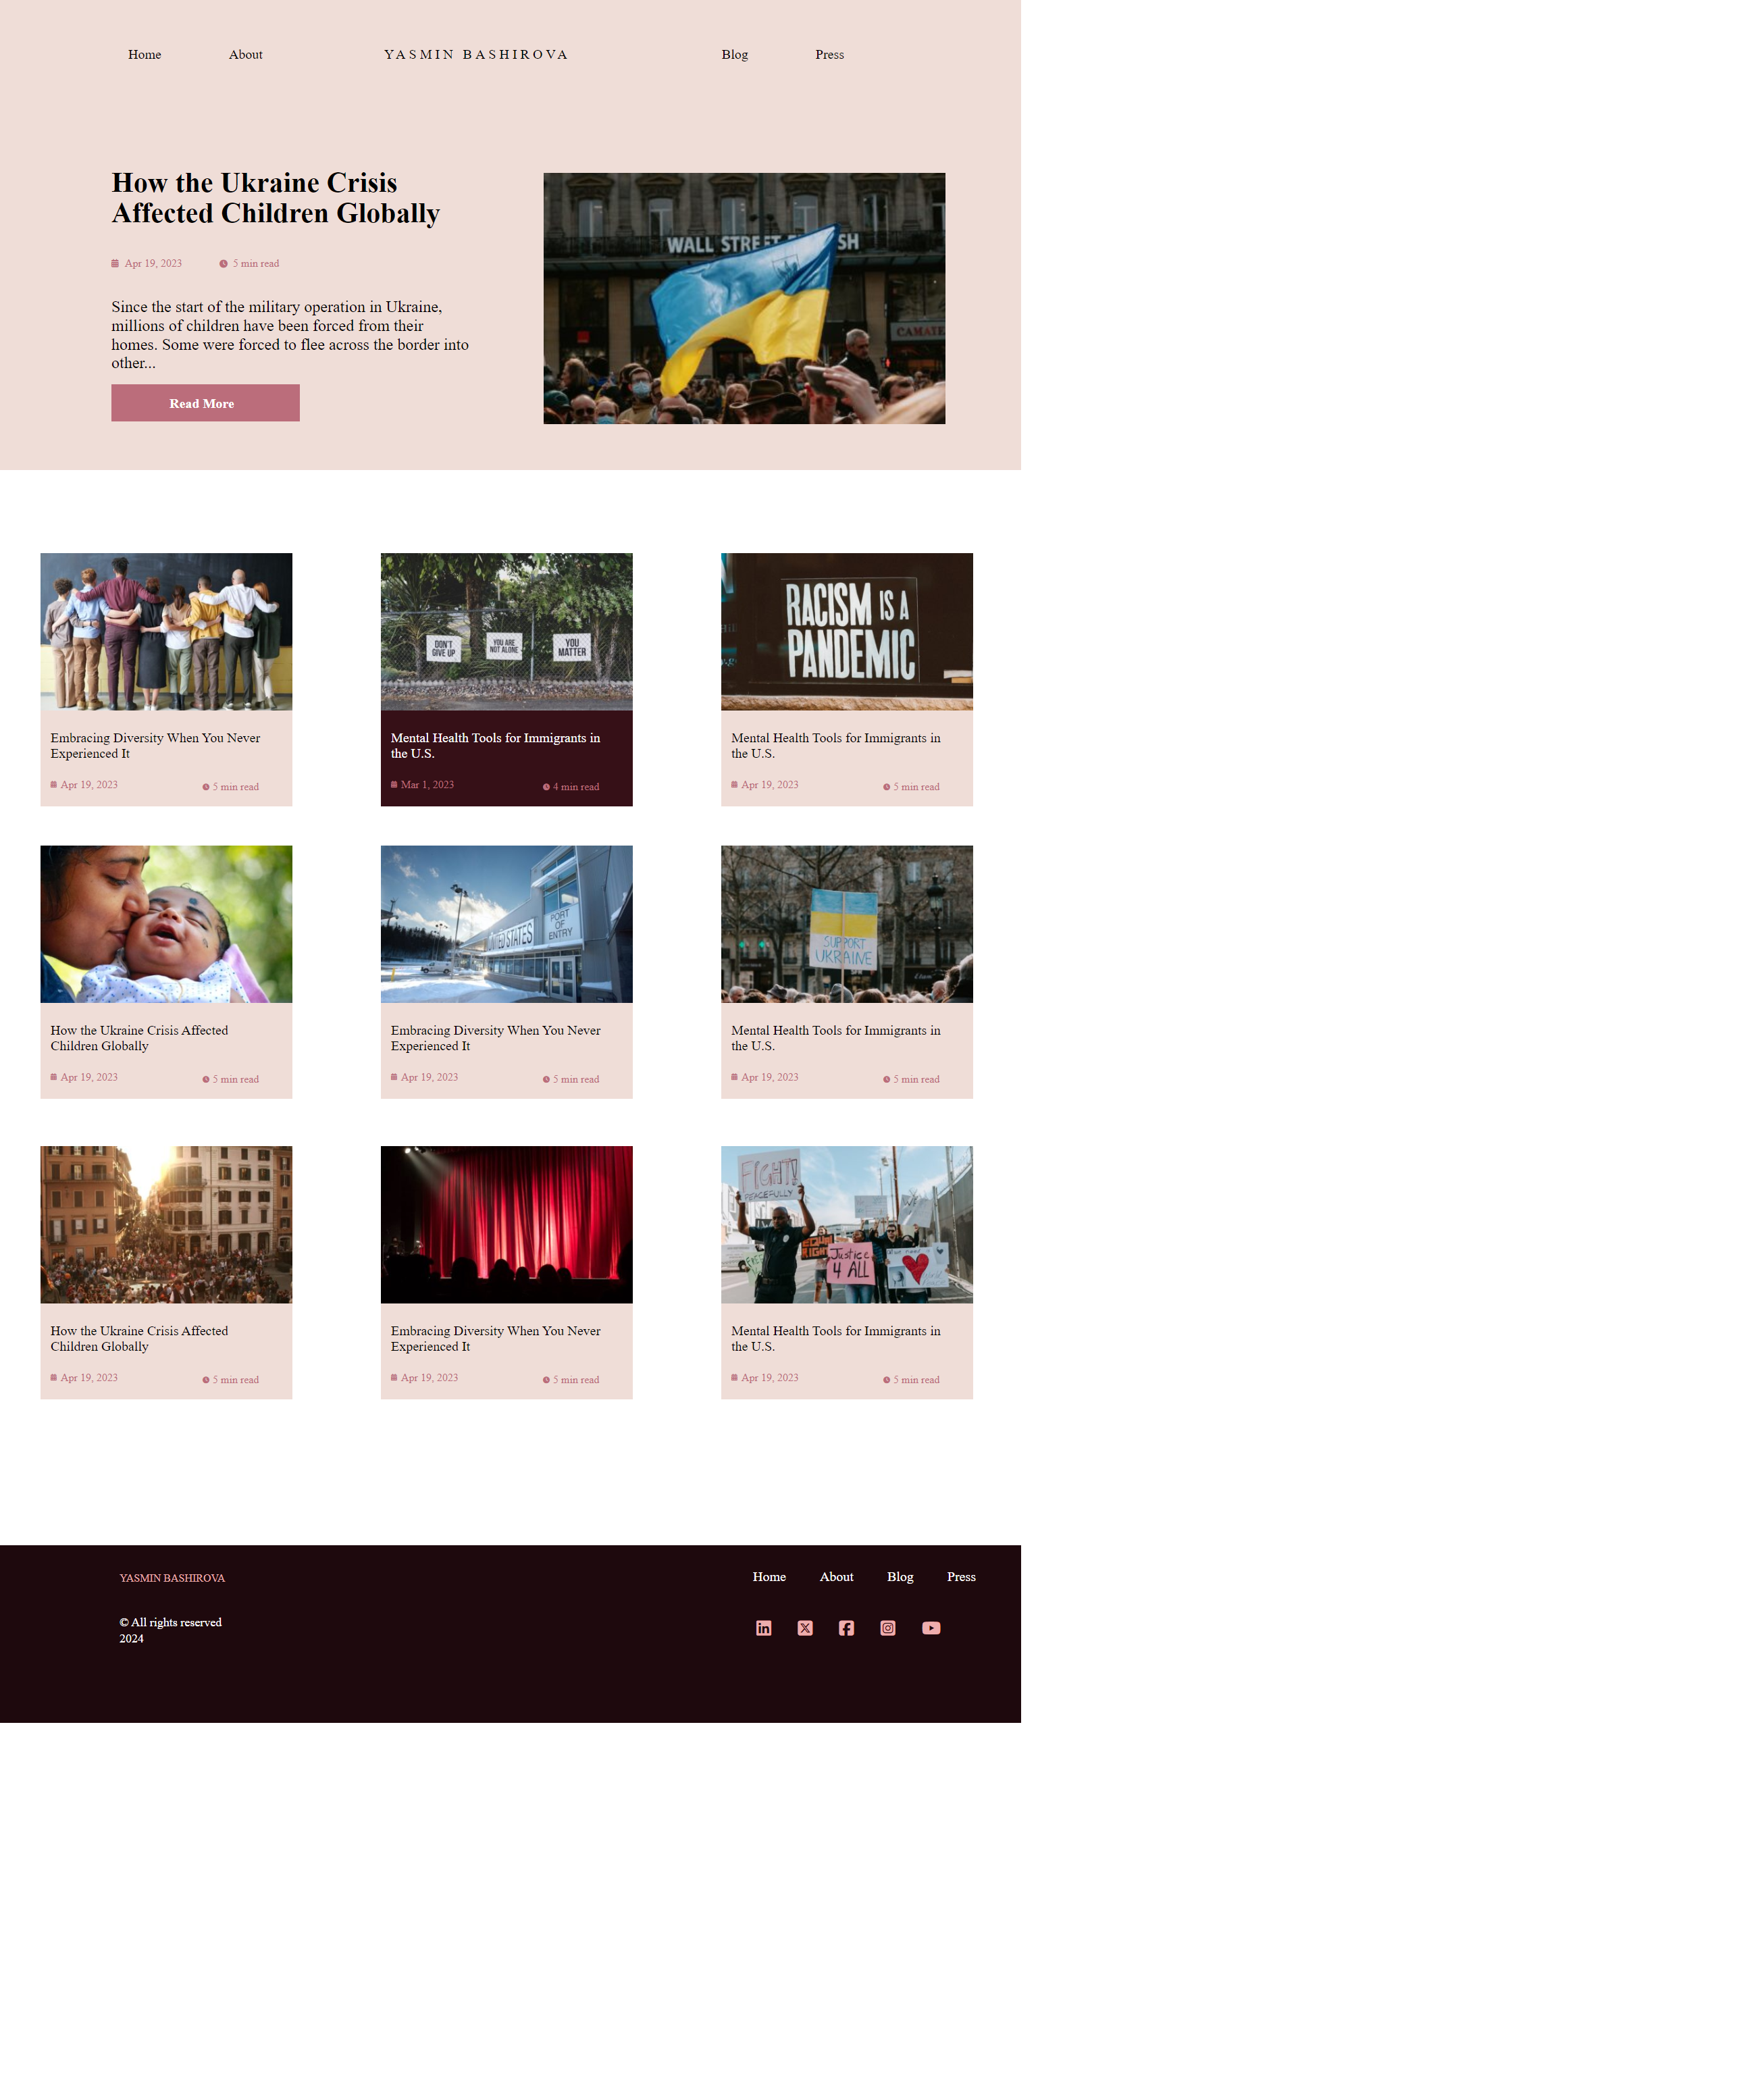 Home About YASMIN BASHIROVA Blog Press
How the Ukraine Crisis
Affected Children Globally
Apr 19, 2023 5 min read
Since the start of the military operation in Ukraine,
millions of children have been forced from their
homes. Some were forced to flee across the border into
other...
Read More
WALL STREET
SH
CAMAÏE
DON'T
GIVE UP
YOU ARE
NOT ALONE
YOU
MATTER
RACISM IS A
PANDEMIC
Embracing Diversity When You Never
Experienced It
Apr 19, 2023 5 min read
Mental Health Tools for Immigrants in
the U.S.
Mar 1, 2023 4 min read
Mental Health Tools for Immigrants in
the U.S.
Apr 19, 2023 5 min read
UNITED STATES
PORT
OF
ENTRY
SUPPORT
UKRAINE
How the Ukraine Crisis Affected
Children Globally
Apr 19, 2023 5 min read
Embracing Diversity When You Never
Experienced It
Apr 19, 2023 5 min read
Mental Health Tools for Immigrants in
the U.S.
Apr 19, 2023 5 min read
FIGHT!
PEACEFULLY
Justice
4 ALL
How the Ukraine Crisis Affected
Children Globally
Apr 19, 2023 5 min read
Embracing Diversity When You Never
Experienced It
Apr 19, 2023 5 min read
Mental Health Tools for Immigrants in
the U.S.
Apr 19, 2023 5 min read
YASMIN BASHIROVA
© All rights reserved
2024
Home About Blog Press